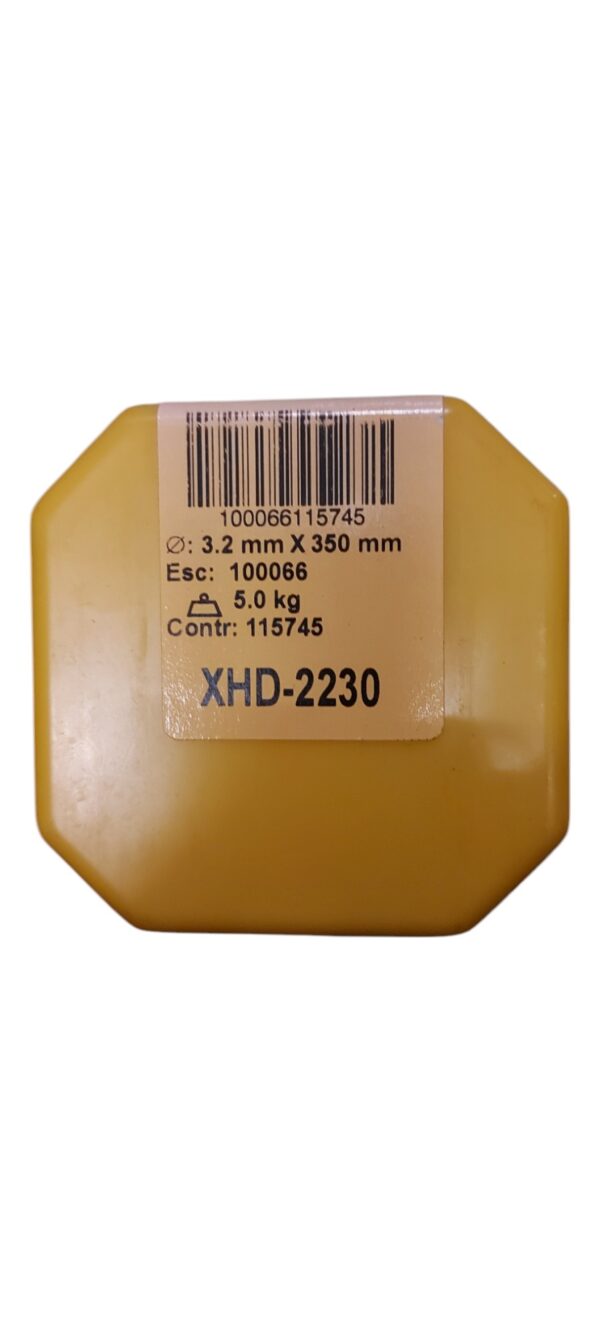 100066115745
∅: 3.2 mm X 350 mm
Esc: 100066
5.0 kg
Contr: 115745
XHD-2230